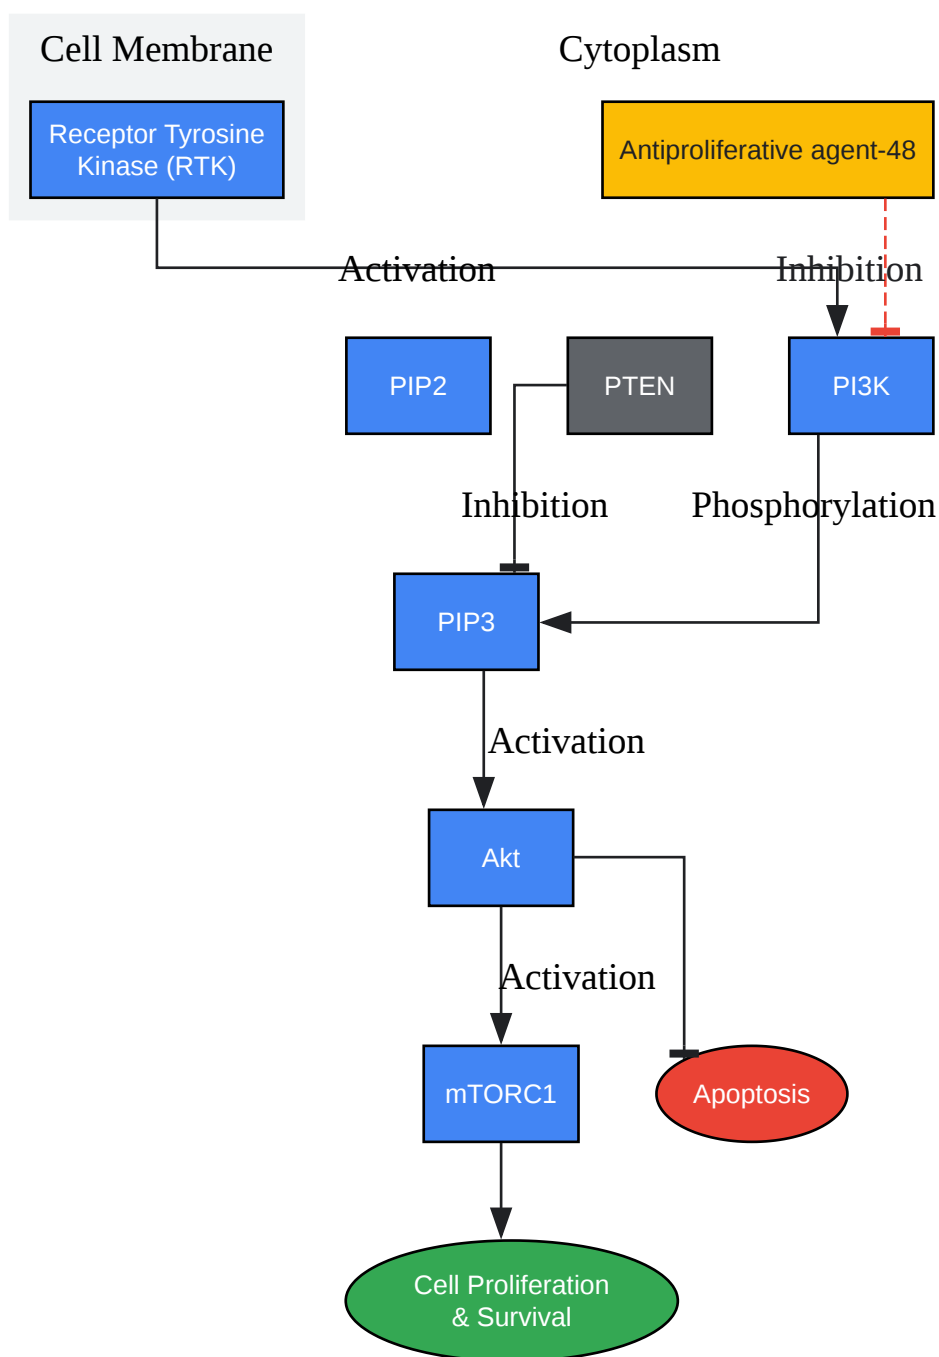 Cell Membrane
Cytoplasm
Receptor Tyrosine
Kinase (RTK)
Antiproliferative agent-48
Activation
Inhibition
PIP2
PTEN
PI3K
Inhibition
Phosphorylation
PIP3
Activation
Akt
Activation
mTORC1
Apoptosis
Cell Proliferation
& Survival